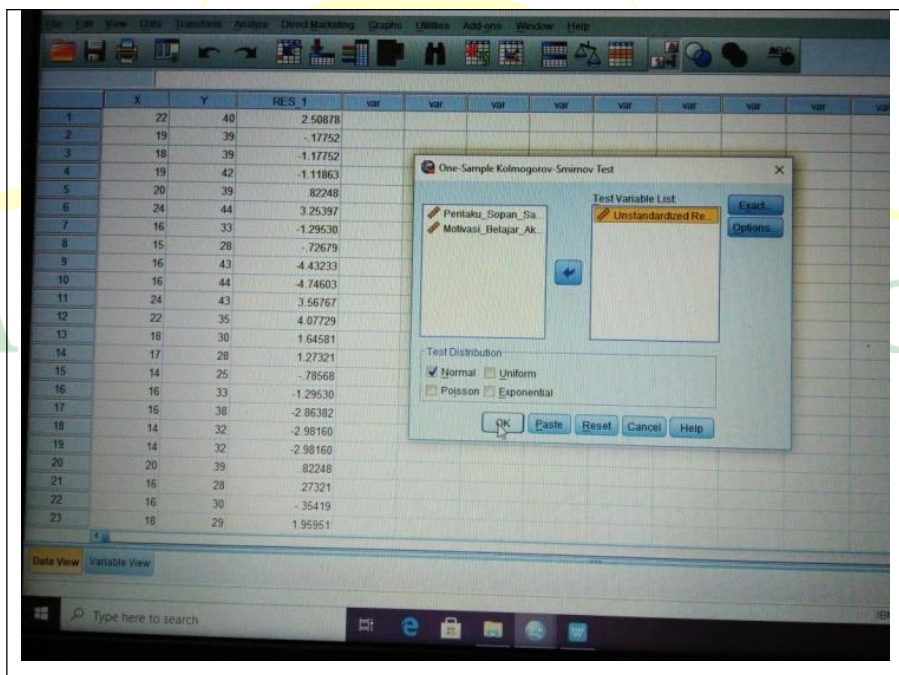 File Edit View Data Transform Analyze Direct Marketing Graphs Utilities Add-ons Window Help
X Y RES_1 var var var var var var var var
1 22 40 2.50878
2 19 39 -.17752
3 18 39 -1.17752
4 19 42 -1.11863
5 20 39 .82248
6 24 44 3.25397
7 16 33 -1.29530
8 15 28 -.72679
9 16 43 -4.43233
10 16 44 -4.74603
11 24 43 3.56767
12 22 35 4.07729
13 18 30 1.64581
14 17 28 1.27321
15 14 25 -.78568
16 16 33 -1.29530
17 16 38 -2.86382
18 14 32 -2.98160
19 14 32 -2.98160
20 20 39 .82248
21 16 28 .27321
22 16 30 -.35419
23 18 29 1.95951
One-Sample Kolmogorov-Smirnov Test
Test Variable List:
Perilaku_Sopan_Sa...
Motivasi_Belajar_Ak...
Unstandardized Re...
Exact...
Options...
Test Distribution
Normal Uniform
Poisson Exponential
OK Paste Reset Cancel Help
Data View Variable View
Type here to search